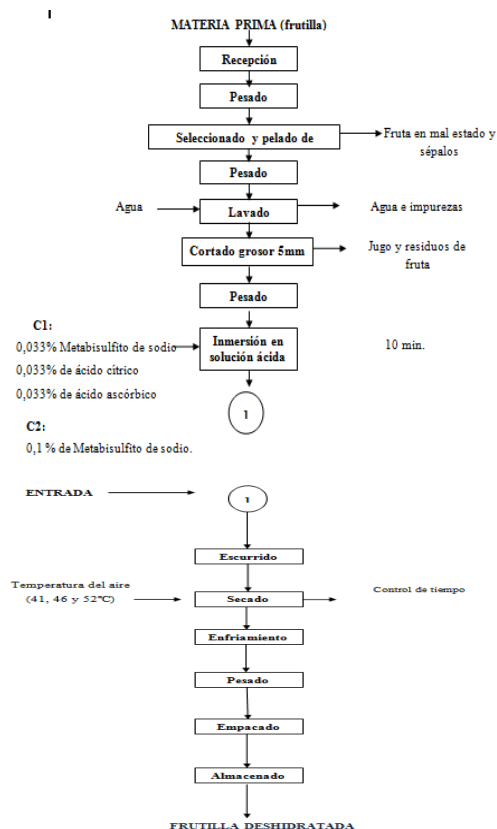 MATERIA PRIMA (frutilla)
Recepción
Pesado
Seleccionado y pelado de
Fruta en mal estado y
sépalos
Pesado
Agua
Lavado
Agua e impurezas
Cortado grosor 5mm
Jugo y residuos de
fruta
Pesado
C1:
0,033% Metabisulfito de sodio
0,033% de ácido cítrico
0,033% de ácido ascórbico
Inmersión en
solución ácida
10 min.
1
C2:
0,1 % de Metabisulfito de sodio.
ENTRADA
1
Escurrido
Temperatura del aire
(41, 46 y 52°C)
Secado
Control de tiempo
Enfriamiento
Pesado
Empacado
Almacenado
FRUTILLA DESHIDRATADA